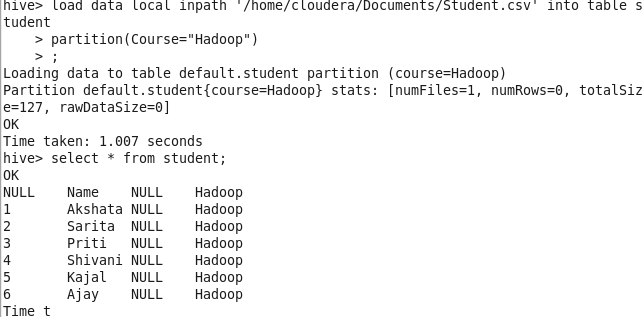 hive> load data local inpath '/home/cloudera/Documents/Student.csv' into table s
tudent
    > partition(Course="Hadoop")
    > ;
Loading data to table default.student partition (course=Hadoop)
Partition default.student{course=Hadoop} stats: [numFiles=1, numRows=0, totalSiz
e=127, rawDataSize=0]
OK
Time taken: 1.007 seconds
hive> select * from student;
OK
NULL    Name    NULL    Hadoop
1       Akshata NULL    Hadoop
2       Sarita  NULL    Hadoop
3       Priti   NULL    Hadoop
4       Shivani NULL    Hadoop
5       Kajal   NULL    Hadoop
6       Ajay    NULL    Hadoop
Time t